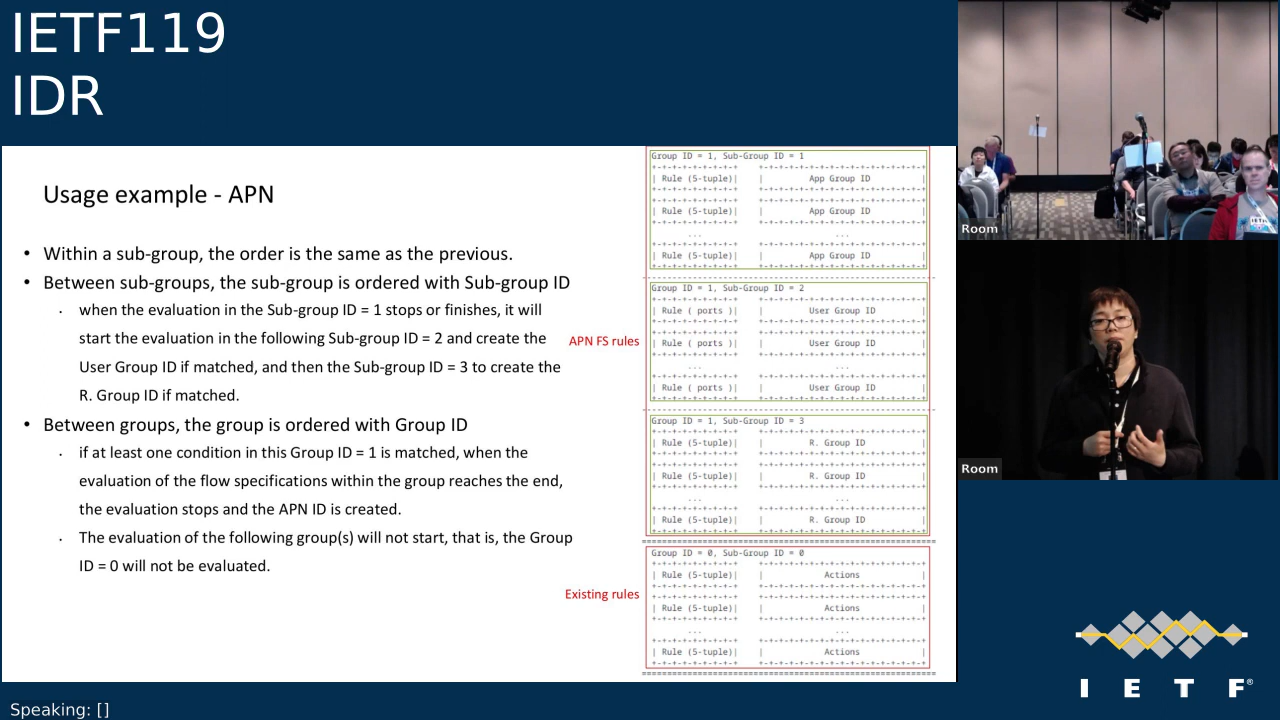 IETF119
IDR
Usage example - APN
• Within a sub-group, the order is the same as the previous.
• Between sub-groups, the sub-group is ordered with Sub-group ID
· when the evaluation in the Sub-group ID = 1 stops or finishes, it will
start the evaluation in the following Sub-group ID = 2 and create the
User Group ID if matched, and then the Sub-group ID = 3 to create the
R. Group ID if matched.
• Between groups, the group is ordered with Group ID
· if at least one condition in this Group ID = 1 is matched, when the
evaluation of the flow specifications within the group reaches the end,
the evaluation stops and the APN ID is created.
· The evaluation of the following group(s) will not start, that is, the Group
ID = 0 will not be evaluated.
APN FS rules
Existing rules
Group ID = 1, Sub-Group ID = 1
| Rule (5-tuple)| | App Group ID |
| Rule (5-tuple)| | App Group ID |
... ...
| Rule (5-tuple)| | App Group ID |
Group ID = 1, Sub-Group ID = 2
| Rule ( ports )| | User Group ID |
| Rule ( ports )| | User Group ID |
... ...
| Rule ( ports )| | User Group ID |
Group ID = 1, Sub-Group ID = 3
| Rule (5-tuple)| | R. Group ID |
| Rule (5-tuple)| | R. Group ID |
... ...
| Rule (5-tuple)| | R. Group ID |
Group ID = 0, Sub-Group ID = 0
| Rule (5-tuple)| | Actions |
| Rule (5-tuple)| | Actions |
... ...
| Rule (5-tuple)| | Actions |
Room
Room
I E T F®
Speaking: []